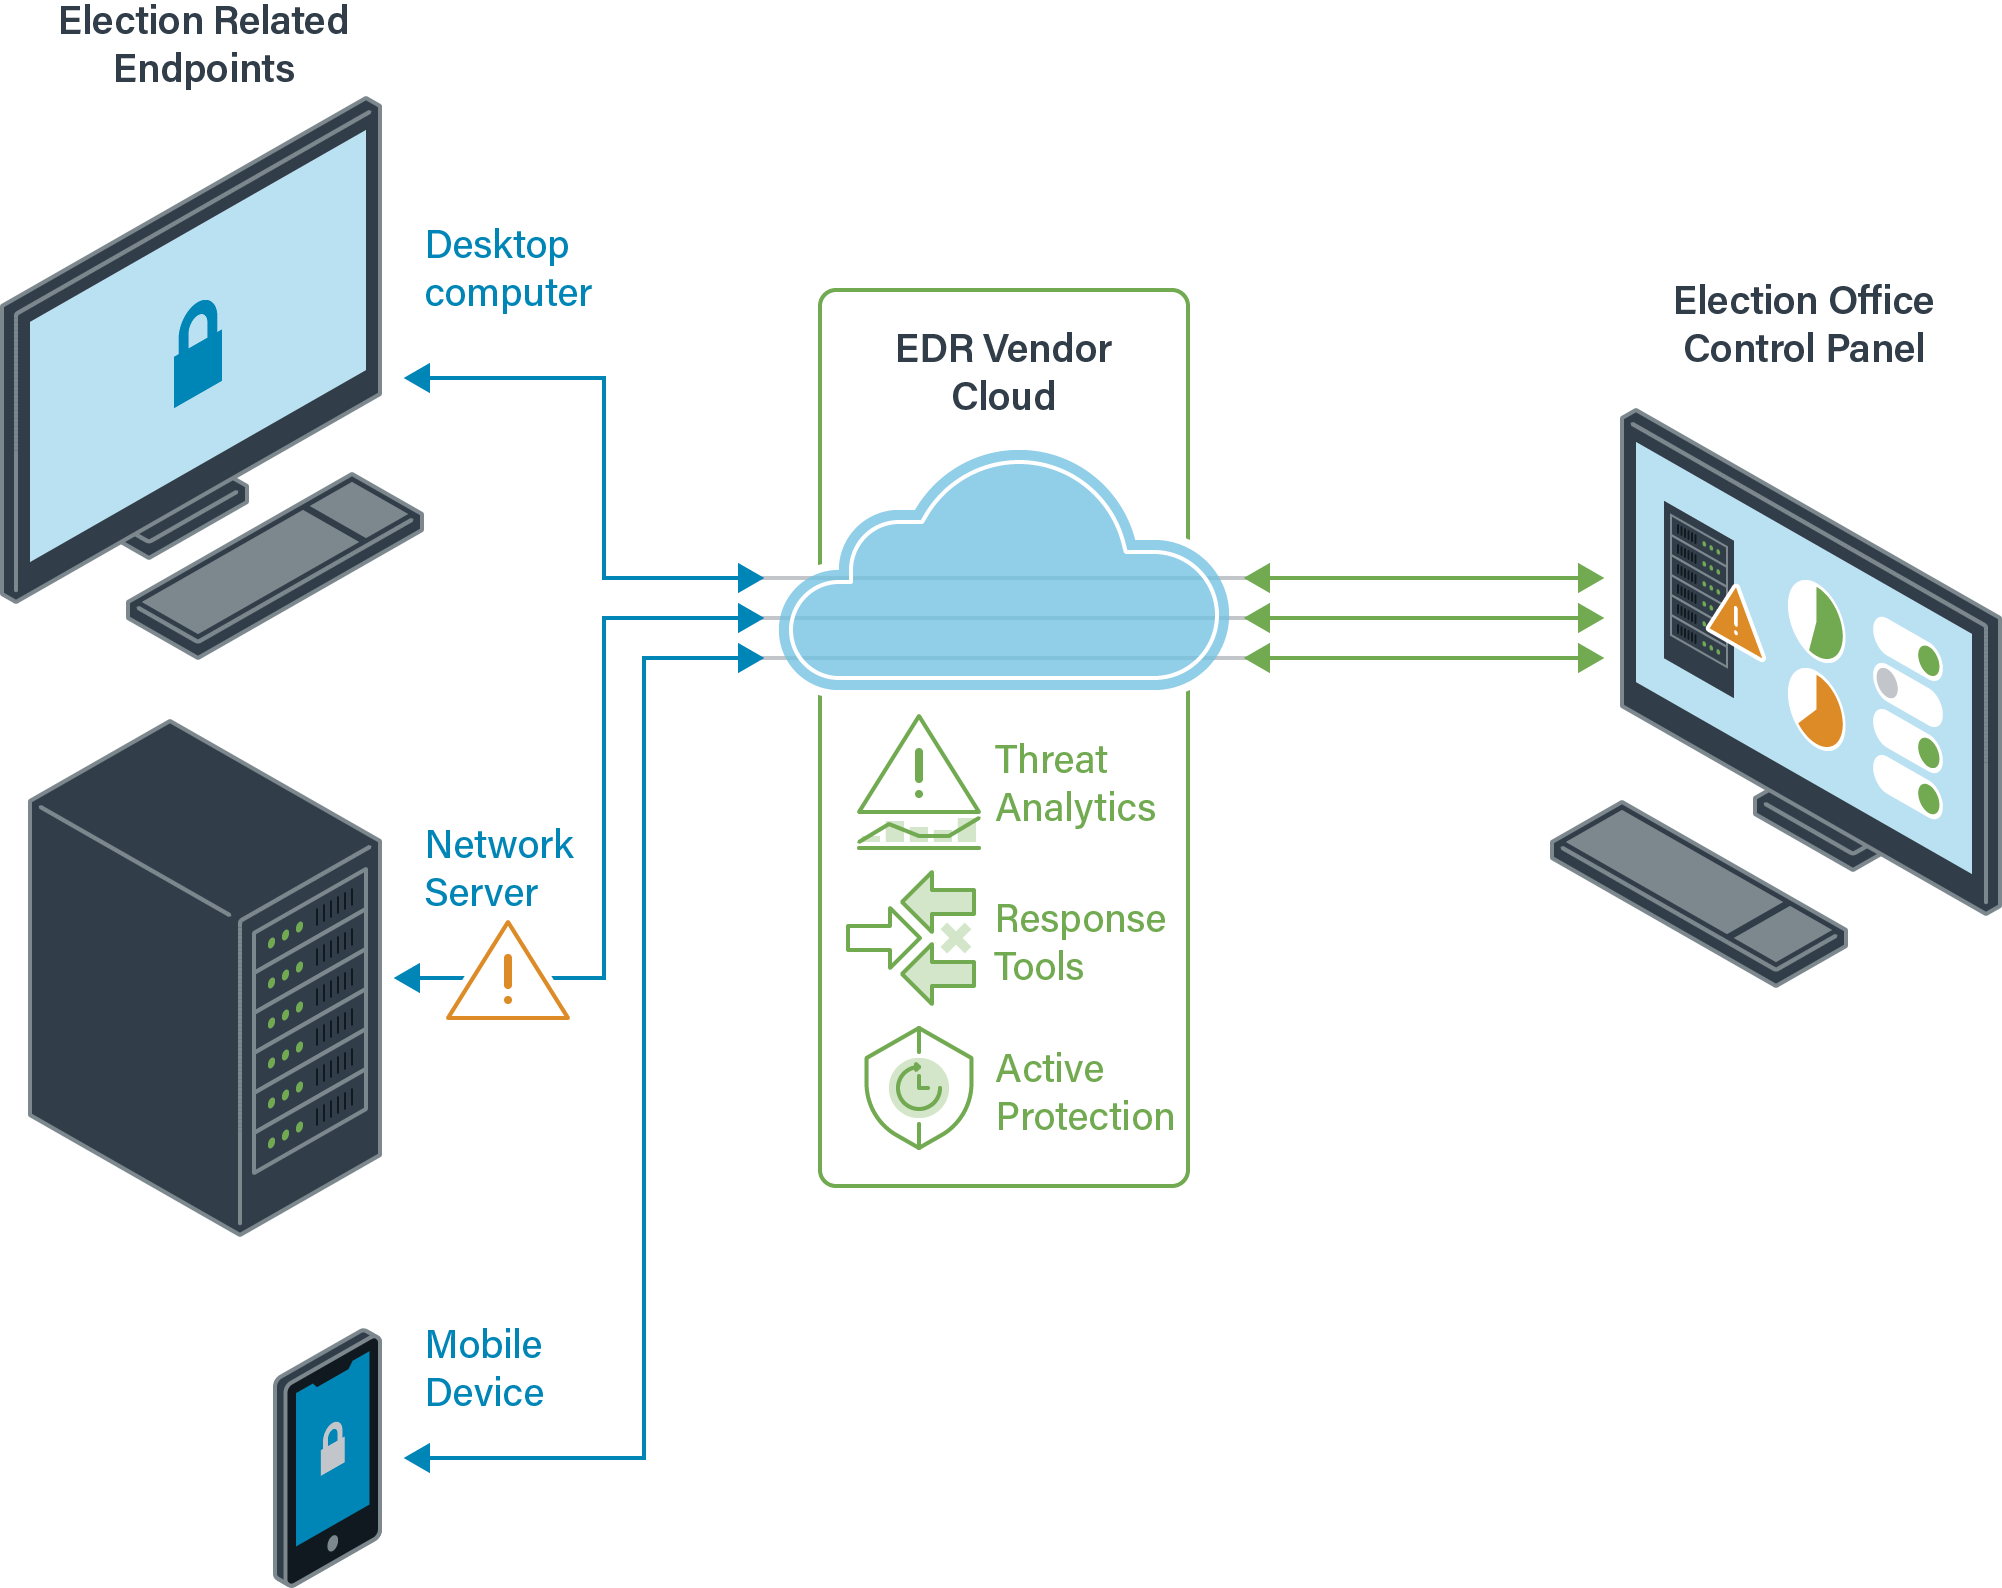 Election Related
Endpoints
Desktop
computer
Network
Server
Mobile
Device
EDR Vendor
Cloud
Threat
Analytics
Response
Tools
Active
Protection
Election Office
Control Panel